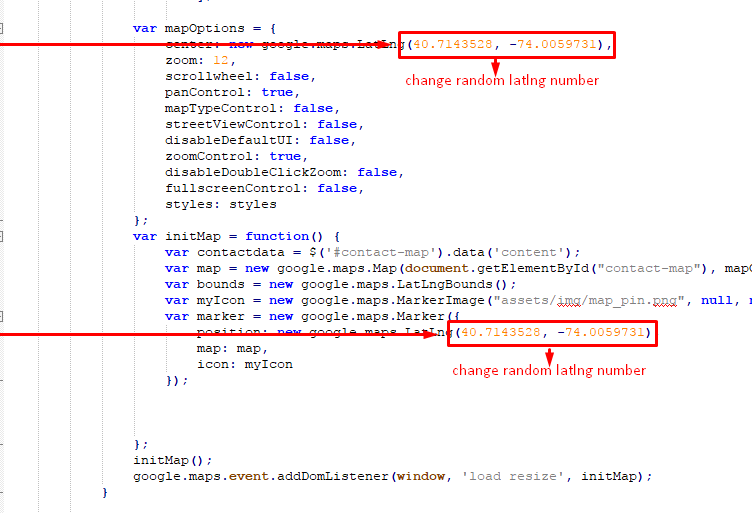 var mapOptions = {
center: new google.maps.LatLng(40.7143528, -74.0059731),
change random latlng number
zoom: 12,
scrollwheel: false,
panControl: true,
mapTypeControl: false,
streetViewControl: false,
disableDefaultUI: false,
zoomControl: true,
disableDoubleClickZoom: false,
fullscreenControl: false,
styles: styles
};
var initMap = function() {
var contactdata = $('#contact-map').data('content');
var map = new google.maps.Map(document.getElementById("contact-map"),
var bounds = new google.maps.LatLngBounds();
var myIcon = new google.maps.MarkerImage("assets/img/map_pin.png", null,
var marker = new google.maps.Marker({
position: new google.maps.LatLng(40.7143528, -74.0059731)
change random latlng number
map: map,
icon: myIcon
});
};
initMap();
google.maps.event.addDomListener(window, 'load resize', initMap);
}